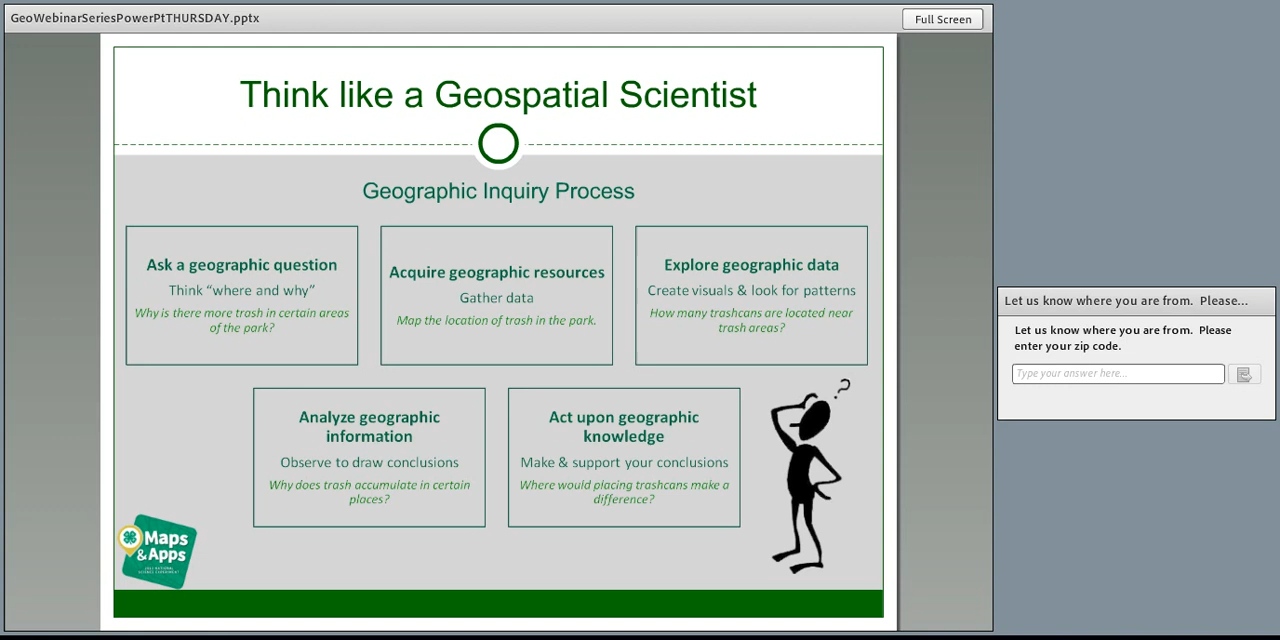 GeoWebinarSeriesPowerPtTHURSDAY.pptx
Full Screen
Think like a Geospatial Scientist
Geographic Inquiry Process
Ask a geographic question
Think “where and why”
Why is there more trash in certain areas
of the park?
Acquire geographic resources
Gather data
Map the location of trash in the park.
Explore geographic data
Create visuals & look for patterns
How many trashcans are located near
trash areas?
Analyze geographic
information
Observe to draw conclusions
Why does trash accumulate in certain
places?
Act upon geographic
knowledge
Make & support your conclusions
Where would placing trashcans make a
difference?
?
Maps
&Apps
Let us know where you are from.  Please...
Let us know where you are from.  Please
enter your zip code.
Type your answer here...